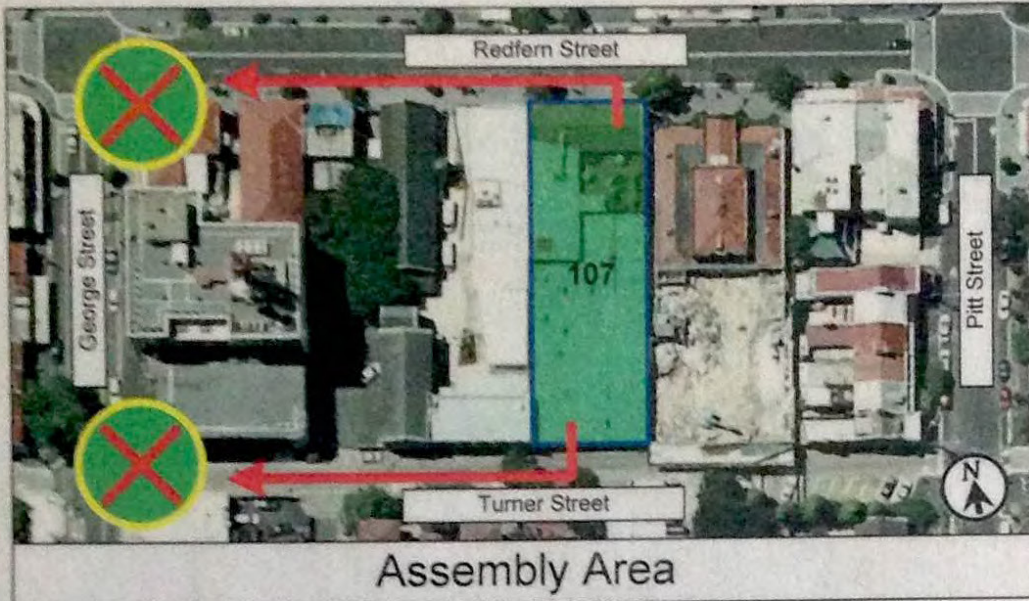 Redfern Street
George Street
107
Pitt Street
N
Turner Street
Assembly Area